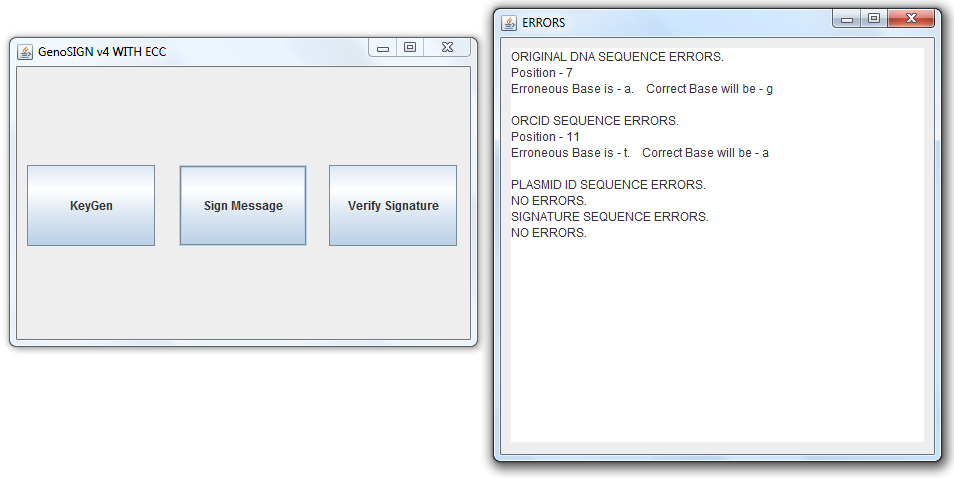 GenoSIGN v4 WITH ECC
KeyGen
Sign Message
Verify Signature
ERRORS
ORIGINAL DNA SEQUENCE ERRORS.
Position - 7
Erroneous Base is - a.    Correct Base will be - g
ORCID SEQUENCE ERRORS.
Position - 11
Erroneous Base is - t.    Correct Base will be - a
PLASMID ID SEQUENCE ERRORS.
NO ERRORS.
SIGNATURE SEQUENCE ERRORS.
NO ERRORS.